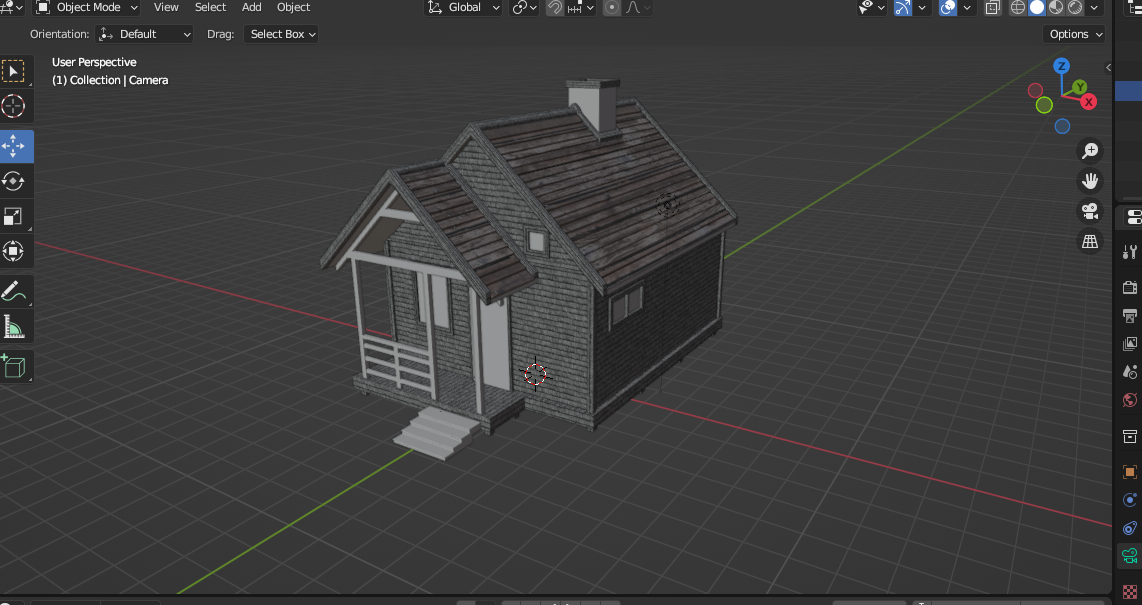 Object Mode View Select Add Object Global
Orientation: Default Drag: Select Box Options
User Perspective
(1) Collection | Camera
Z
Y
X